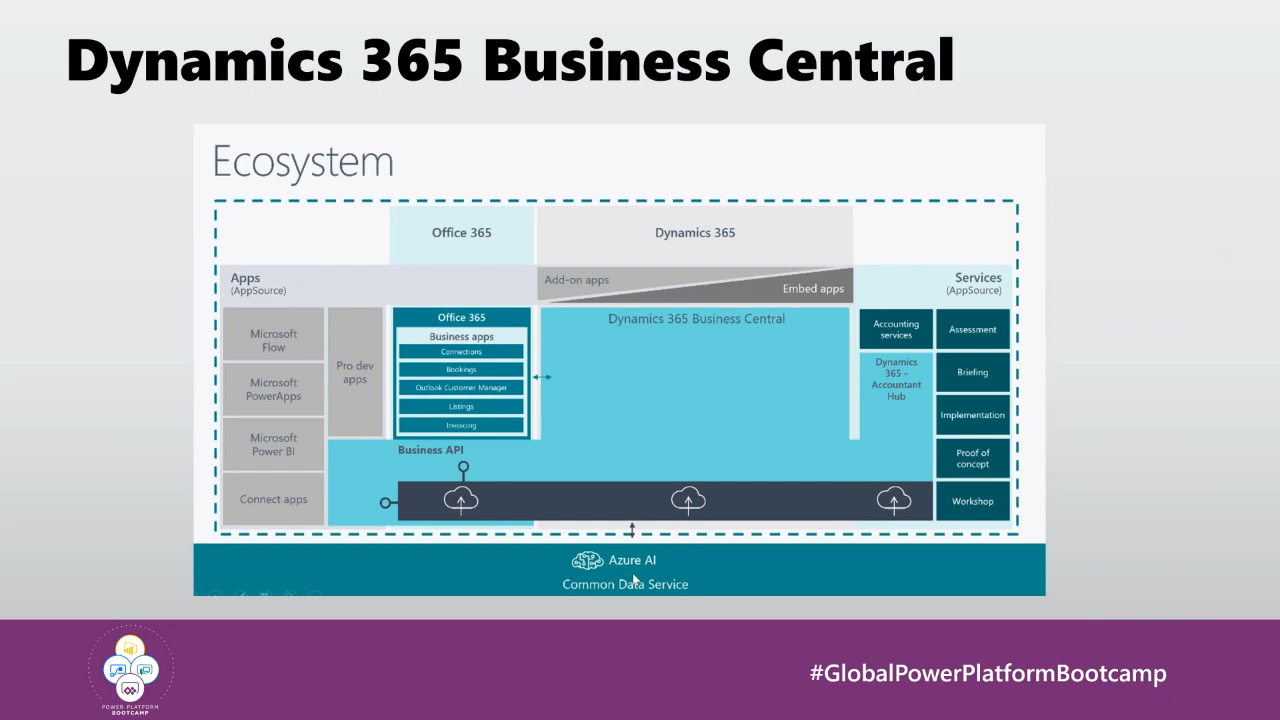 Dynamics 365 Business Central
Ecosystem
Office 365
Dynamics 365
Apps
(AppSource)
Add-on apps
Embed apps
Services
(AppSource)
Microsoft
Flow
Microsoft
PowerApps
Microsoft
Power BI
Connect apps
Pro dev
apps
Office 365
Business apps
Connections
Bookings
Outlook Customer Manager
Listings
Invoicing
Dynamics 365 Business Central
Accounting
services
Dynamics
365 -
Accountant
Hub
Assessment
Briefing
Implementation
Proof of
concept
Workshop
Business API
Azure AI
Common Data Service
POWER PLATFORM
BOOTCAMP
#GlobalPowerPlatformBootcamp